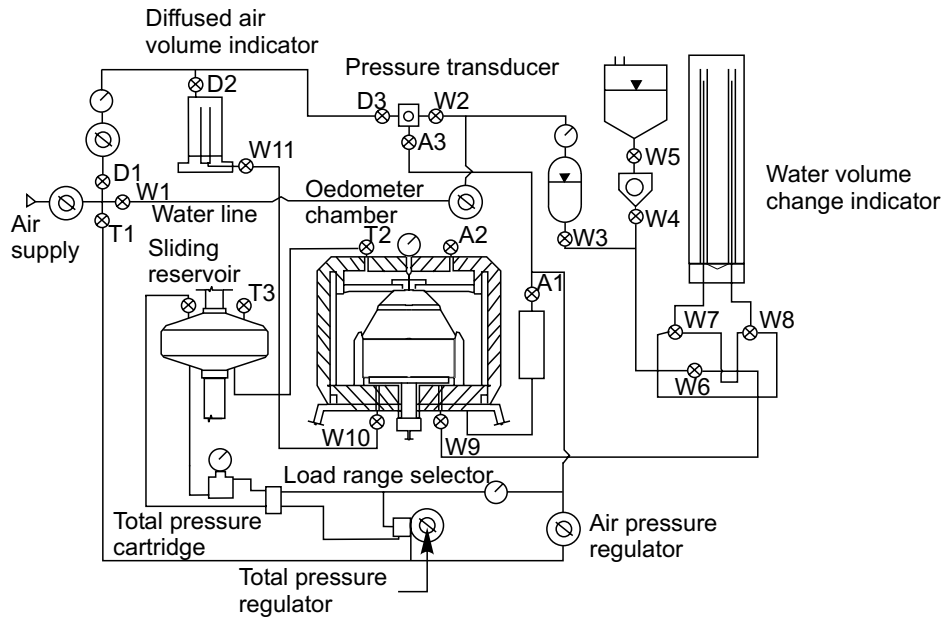 Diffused air
volume indicator
Pressure transducer
D2
D3
W2
A3
W5
W11
D1
W1
Oedometer
chamber
Water line
Water volume
change indicator
Air
supply
T1
W4
W3
Sliding
reservoir
T2
A2
T3
A1
W7
W8
W6
W10
W9
Load range selector
Total pressure
cartridge
Air pressure
regulator
Total pressure
regulator